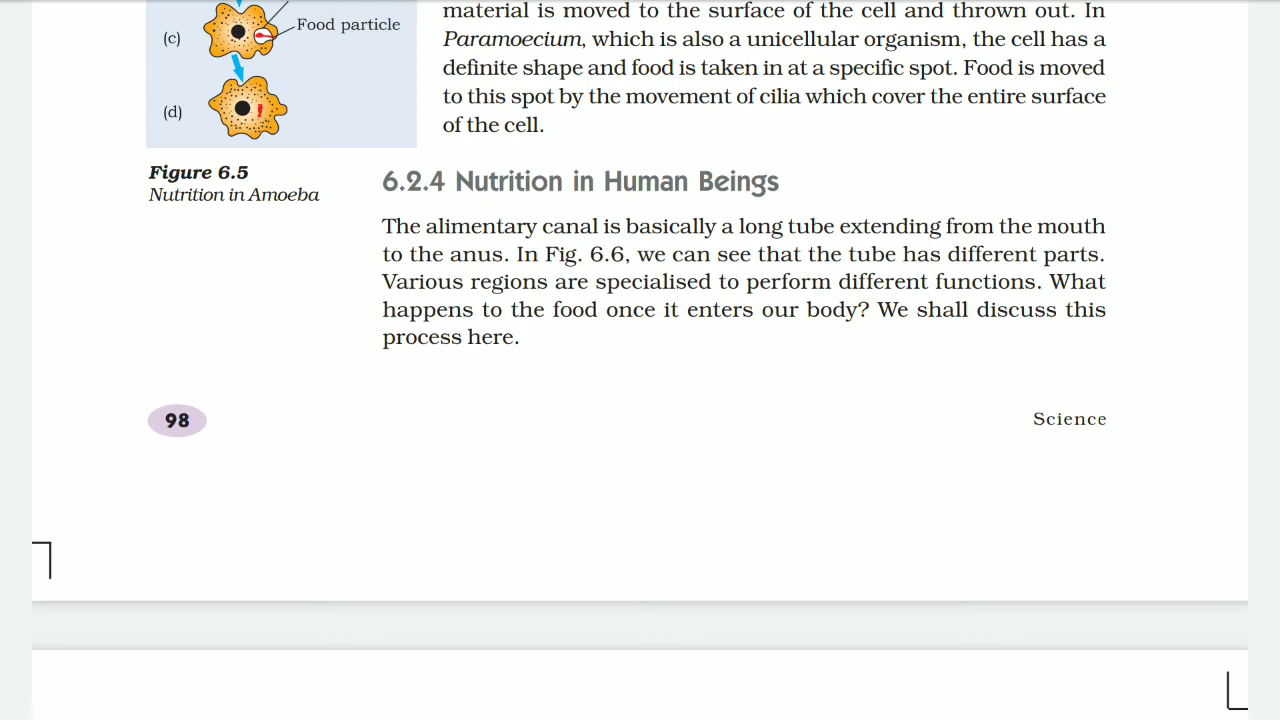 (c)
Food particle
(d)
Figure 6.5
Nutrition in Amoeba
material is moved to the surface of the cell and thrown out. In
Paramoecium, which is also a unicellular organism, the cell has a
definite shape and food is taken in at a specific spot. Food is moved
to this spot by the movement of cilia which cover the entire surface
of the cell.
6.2.4 Nutrition in Human Beings
The alimentary canal is basically a long tube extending from the mouth
to the anus. In Fig. 6.6, we can see that the tube has different parts.
Various regions are specialised to perform different functions. What
happens to the food once it enters our body? We shall discuss this
process here.
98
Science